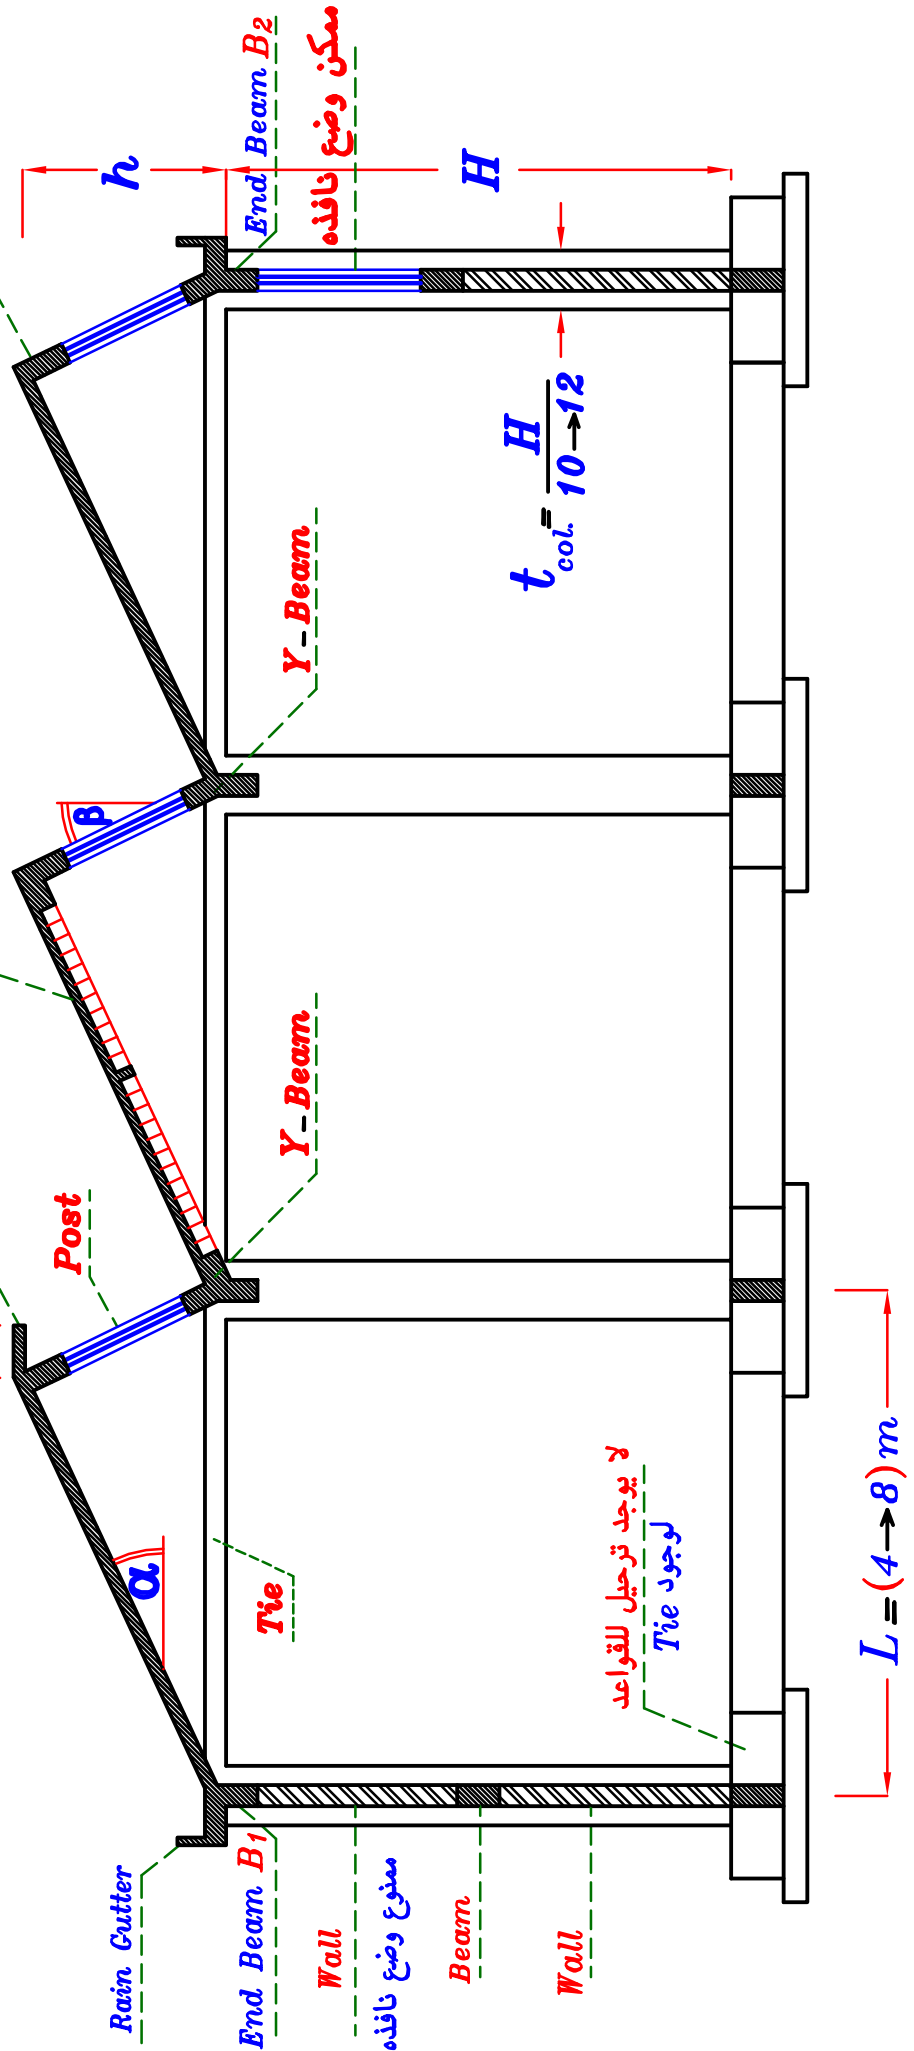 Rain Gutter
End Beam B1
Wall
ممنوع وضع نافذه
Beam
Wall
α
Tie
لا يوجد ترحيل للقواعد
لوجود Tie
L = (4→8) m
Post
Y-Beam
β
Y-Beam
t col. = H / 10→12
h
H
End Beam B2
ممكن وضع نافذه